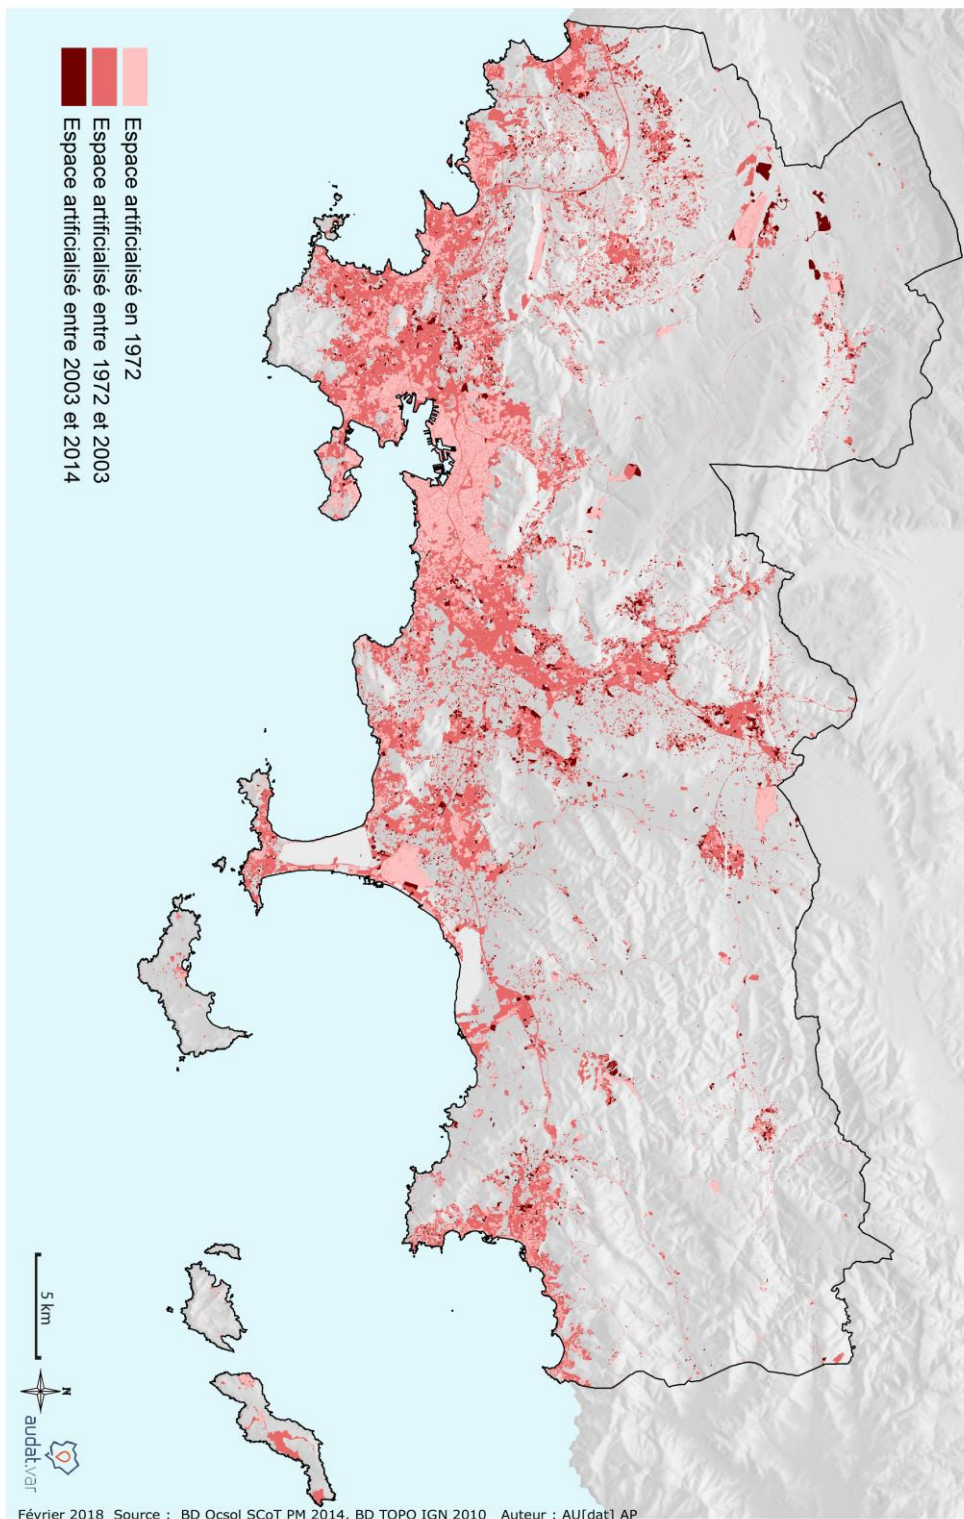 Espace artificialisé en 1972
Espace artificialisé entre 1972 et 2003
Espace artificialisé entre 2003 et 2014
5 km
N
audat.var
Février 2018 Source : BD Ocsol SCoT PM 2014, BD TOPO IGN 2010 Auteur : AU[dat] AP